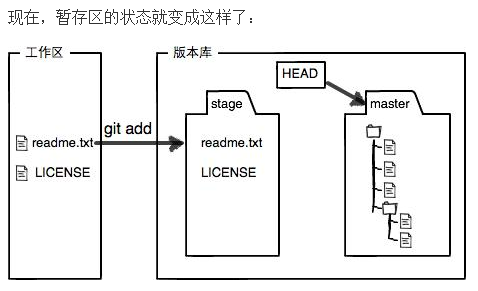 现在，暂存区的状态就变成这样了：
工作区
版本库
HEAD
stage
master
git add
readme.txt
readme.txt
LICENSE
LICENSE